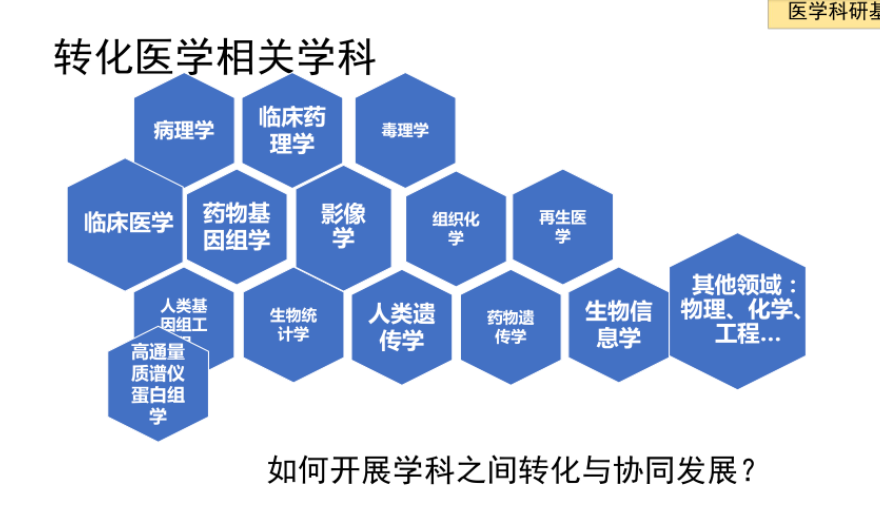 医学科研基
转化医学相关学科
病理学
临床药
理学
毒理学
临床医学
药物基
因组学
影像
学
组织化
学
再生医
学
其他领域：
物理、化学、
工程...
人类基
因组工
生物统
计学
人类遗
传学
药物遗
传学
生物信
息学
高通量
质谱仪
蛋白组
学
如何开展学科之间转化与协同发展？